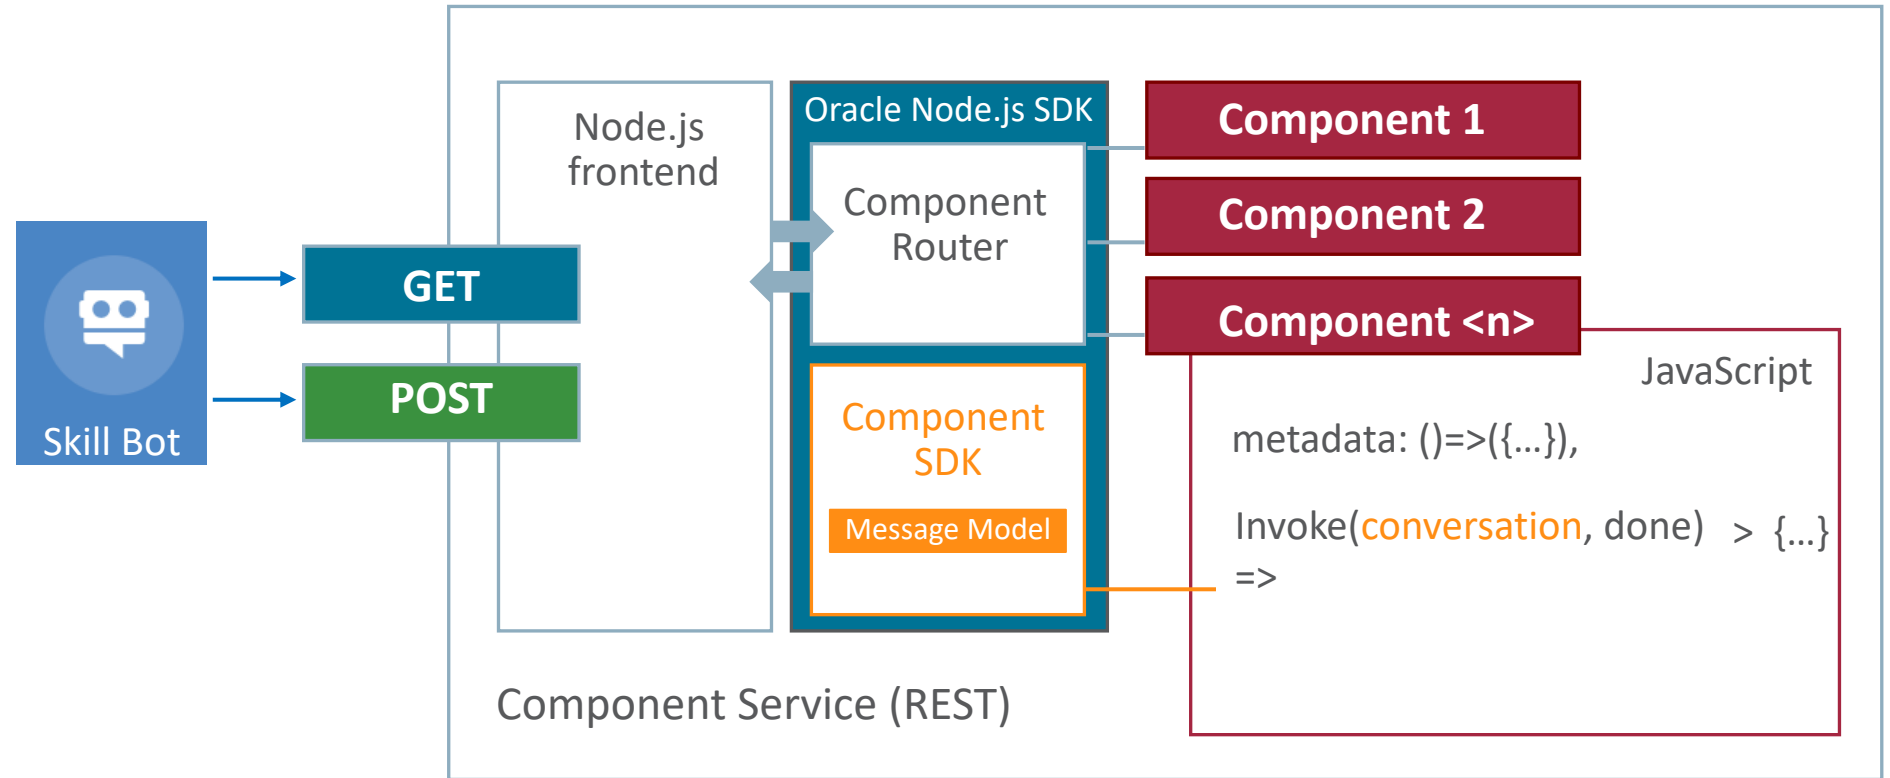 Skill Bot
GET
POST
Node.js
frontend
Oracle Node.js SDK
Component
Router
Component
SDK
Message Model
Component 1
Component 2
Component <n>
JavaScript
metadata: ()=>({…}),
Invoke(conversation, done) > {…}
=>
Component Service (REST)